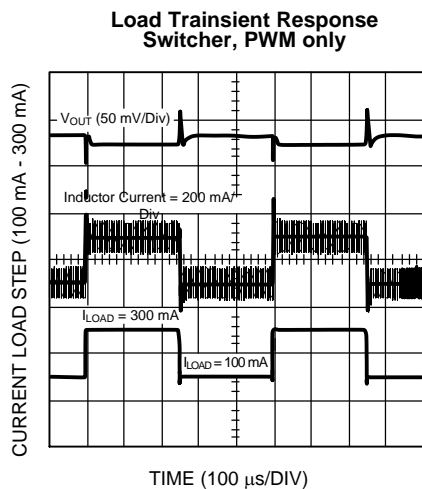 Load Trainsient Response
Switcher, PWM only
CURRENT LOAD STEP (100 mA - 300 mA)
VOUT (50 mV/Div)
Inductor Current = 200 mA/
Div
ILOAD = 300 mA
ILOAD = 100 mA
TIME (100 µs/DIV)